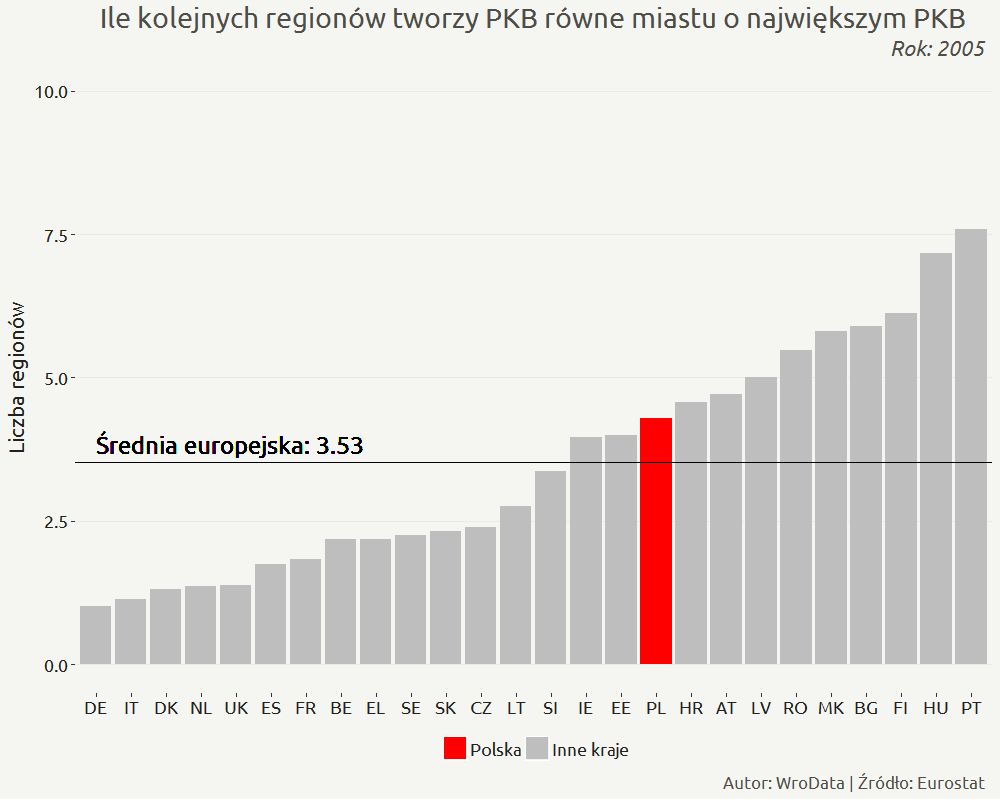 Ile kolejnych regionów tworzy PKB równe miastu o największym PKB
Rok: 2005
Liczba regionów
10.0
7.5
5.0
2.5
0.0
Średnia europejska: 3.53
DE IT DK NL UK ES FR BE EL SE SK CZ LT SI IE EE PL HR AT LV RO MK BG FI HU PT
Polska Inne kraje
Autor: WroData | Źródło: Eurostat